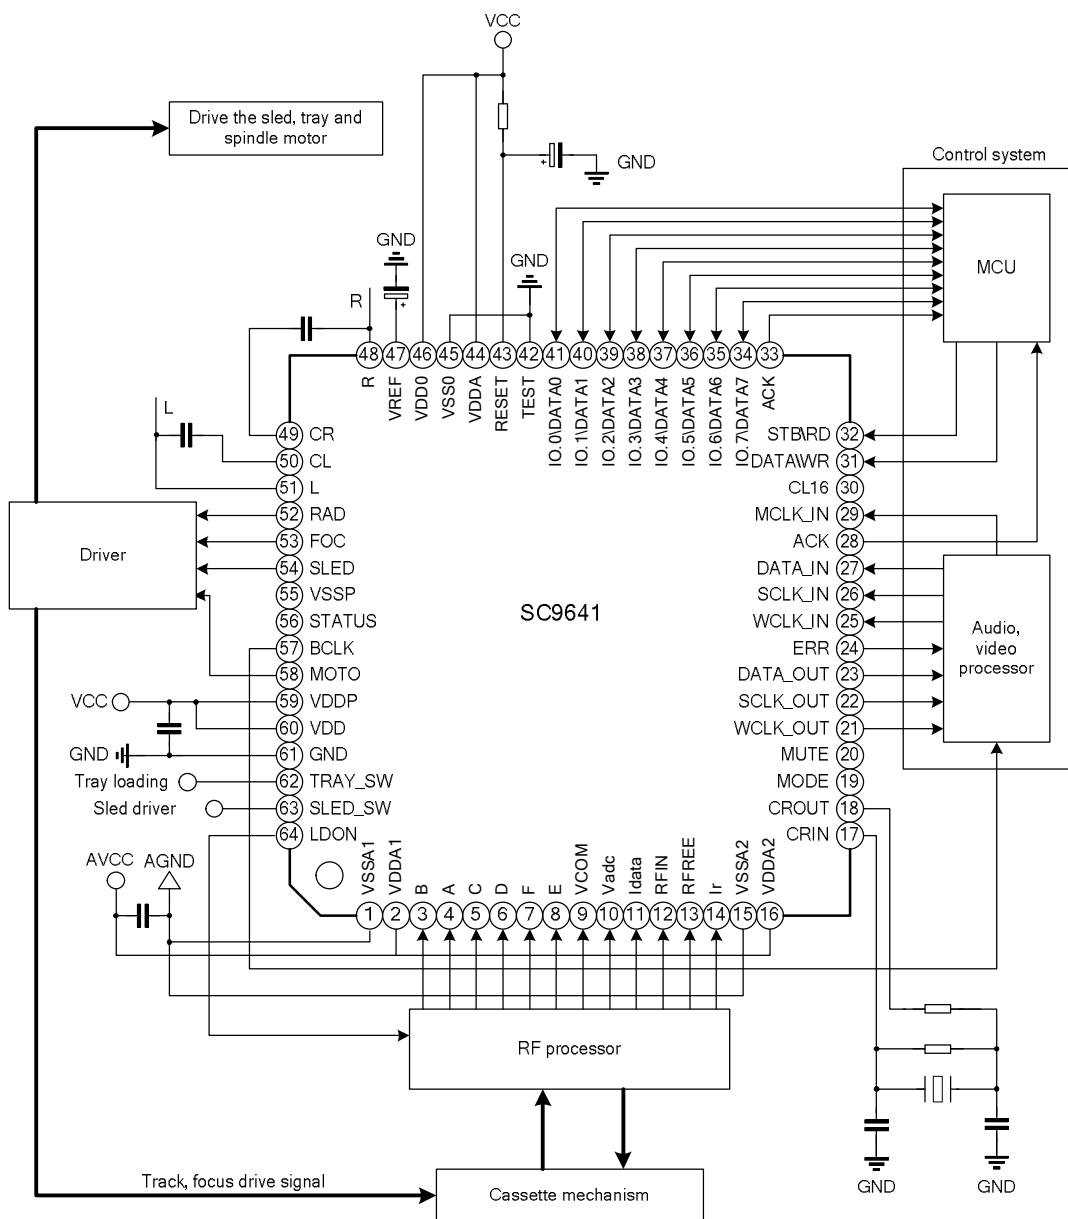 VCC
Drive the sled, tray and
spindle motor
+
GND
Control system
MCU
GND
GND
R
+
48 47 46 45 44 43 42 41 40 39 38 37 36 35 34 33
R
VREF
VDD0
VSS0
VDDA
RESET
TEST
IO.0\DATA0
IO.1\DATA1
IO.2\DATA2
IO.3\DATA3
IO.4\DATA4
IO.5\DATA5
IO.6\DATA6
IO.7\DATA7
ACK
L
49 CR
50 CL
51 L
52 RAD
53 FOC
54 SLED
55 VSSP
56 STATUS
57 BCLK
58 MOTO
59 VDDP
60 VDD
61 GND
62 TRAY_SW
63 SLED_SW
64 LDON
Driver
VCC
GND
Tray loading
Sled driver
AVCC
AGND
SC9641
STB\RD 32
DATA\WR 31
CL16 30
MCLK_IN 29
ACK 28
DATA_IN 27
SCLK_IN 26
WCLK_IN 25
ERR 24
DATA_OUT 23
SCLK_OUT 22
WCLK_OUT 21
MUTE 20
MODE 19
CROUT 18
CRIN 17
Audio,
video
processor
VSSA1
VDDA1
B
A
C
D
F
E
VCOM
Vadc
Idata
RFIN
RFREE
Ir
VSSA2
VDDA2
1 2 3 4 5 6 7 8 9 10 11 12 13 14 15 16
RF processor
GND
GND
Track, focus drive signal
Cassette mechanism